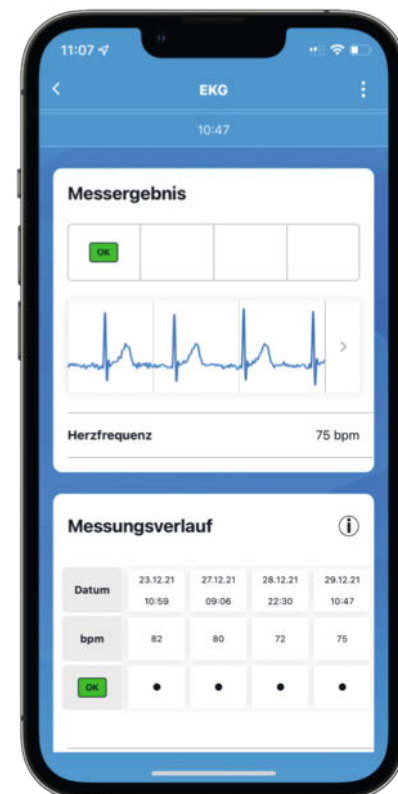 11:07
EKG
10:47
Messergebnis
OK
Herzfrequenz 75 bpm
Messungsverlauf i
Datum 23.12.21 27.12.21 28.12.21 29.12.21
10:59 09:06 22:30 10:47
bpm 82 80 72 75
OK